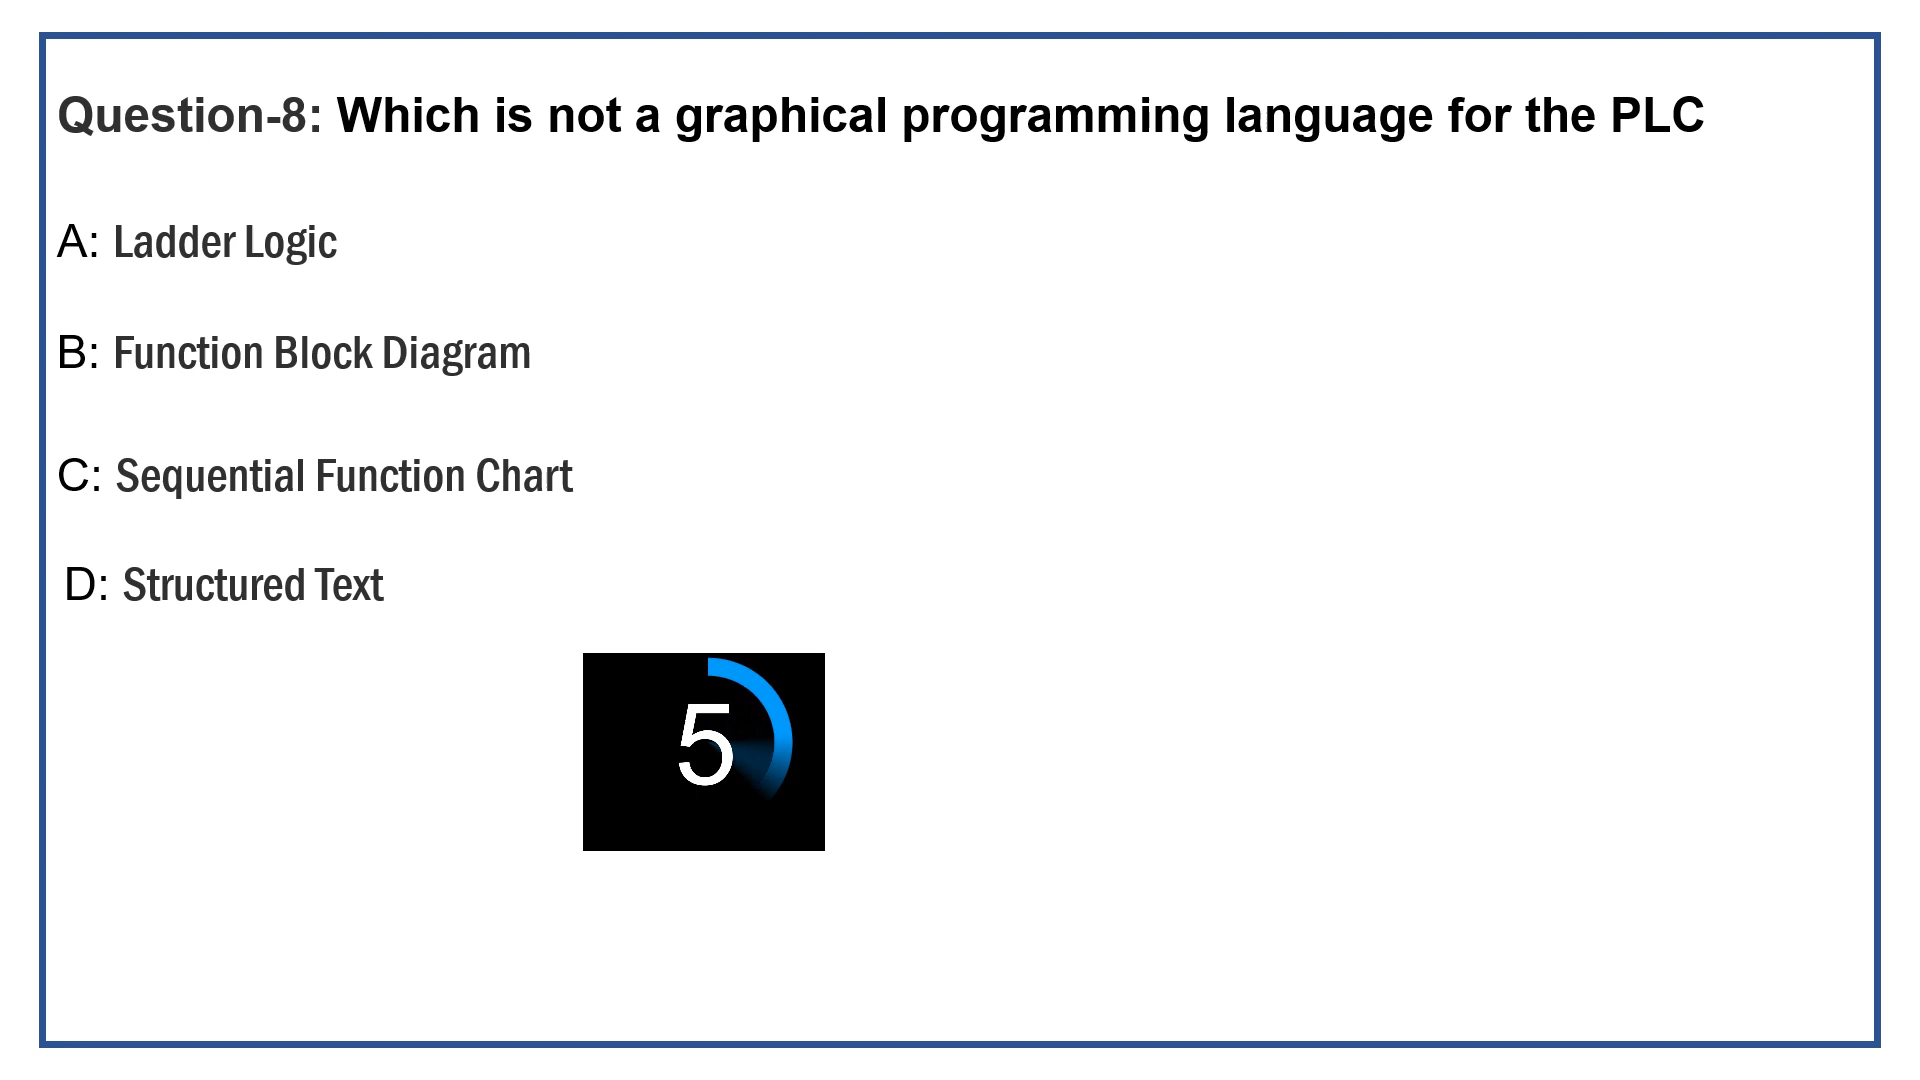 Question-8: Which is not a graphical programming language for the PLC
A: Ladder Logic
B: Function Block Diagram
C: Sequential Function Chart
D: Structured Text
5